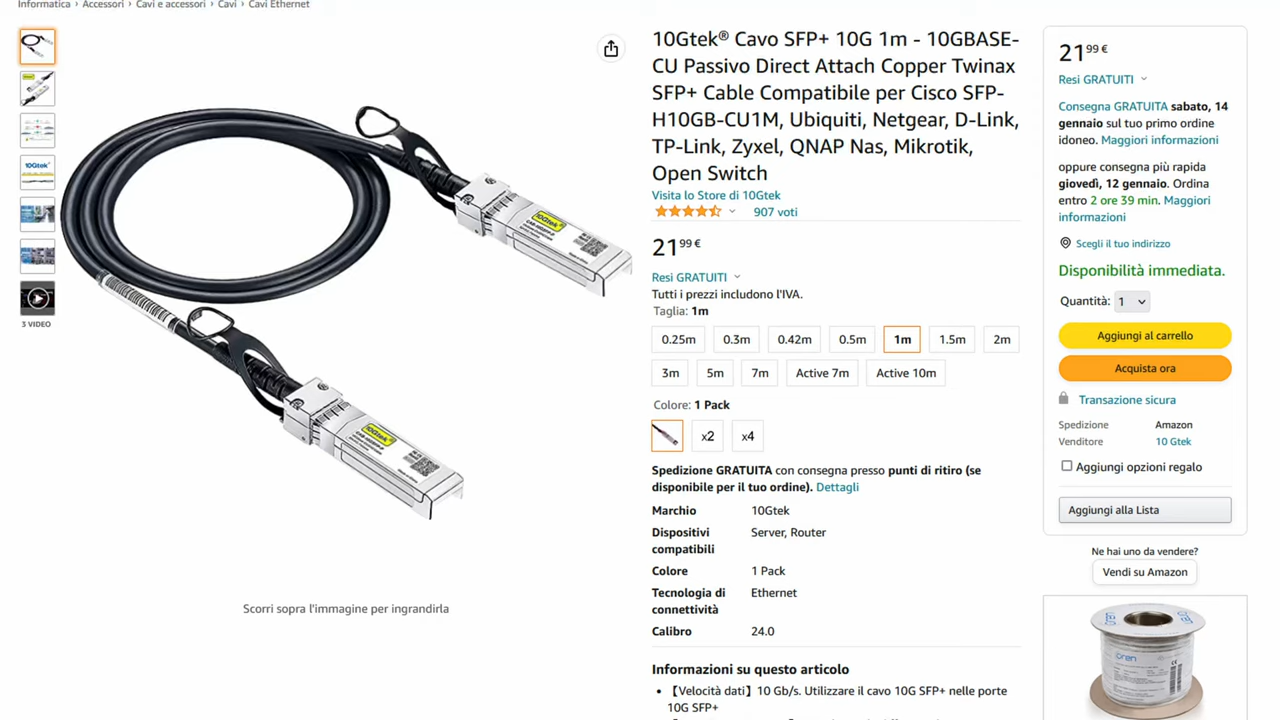 Informatica › Accessori › Cavi e accessori › Cavi › Cavi Ethernet
10Gtek® Cavo SFP+ 10G 1m - 10GBASE-
CU Passivo Direct Attach Copper Twinax
SFP+ Cable Compatibile per Cisco SFP-
H10GB-CU1M, Ubiquiti, Netgear, D-Link,
TP-Link, Zyxel, QNAP Nas, Mikrotik,
Open Switch
Visita lo Store di 10Gtek
907 voti
2199 €
Resi GRATUITI
Tutti i prezzi includono l'IVA.
Taglia: 1m
0.25m 0.3m 0.42m 0.5m 1m 1.5m 2m
3m 5m 7m Active 7m Active 10m
Colore: 1 Pack
x2 x4
Spedizione GRATUITA con consegna presso punti di ritiro (se
disponibile per il tuo ordine). Dettagli
Marchio 10Gtek
Dispositivi Server, Router
compatibili
Colore 1 Pack
Tecnologia di Ethernet
connettività
Calibro 24.0
Informazioni su questo articolo
• 【Velocità dati】10 Gb/s. Utilizzare il cavo 10G SFP+ nelle porte
10G SFP+
10Gtek
10Gtek
10Gtek
3 VIDEO
Scorri sopra l'immagine per ingrandirla
2199 €
Resi GRATUITI
Consegna GRATUITA sabato, 14
gennaio sul tuo primo ordine
idoneo. Maggiori informazioni
oppure consegna più rapida
giovedì, 12 gennaio. Ordina
entro 2 ore 39 min. Maggiori
informazioni
Scegli il tuo indirizzo
Disponibilità immediata.
Quantità: 1
Aggiungi al carrello
Acquista ora
Transazione sicura
Spedizione Amazon
Venditore 10 Gtek
Aggiungi opzioni regalo
Aggiungi alla Lista
Ne hai uno da vendere?
Vendi su Amazon